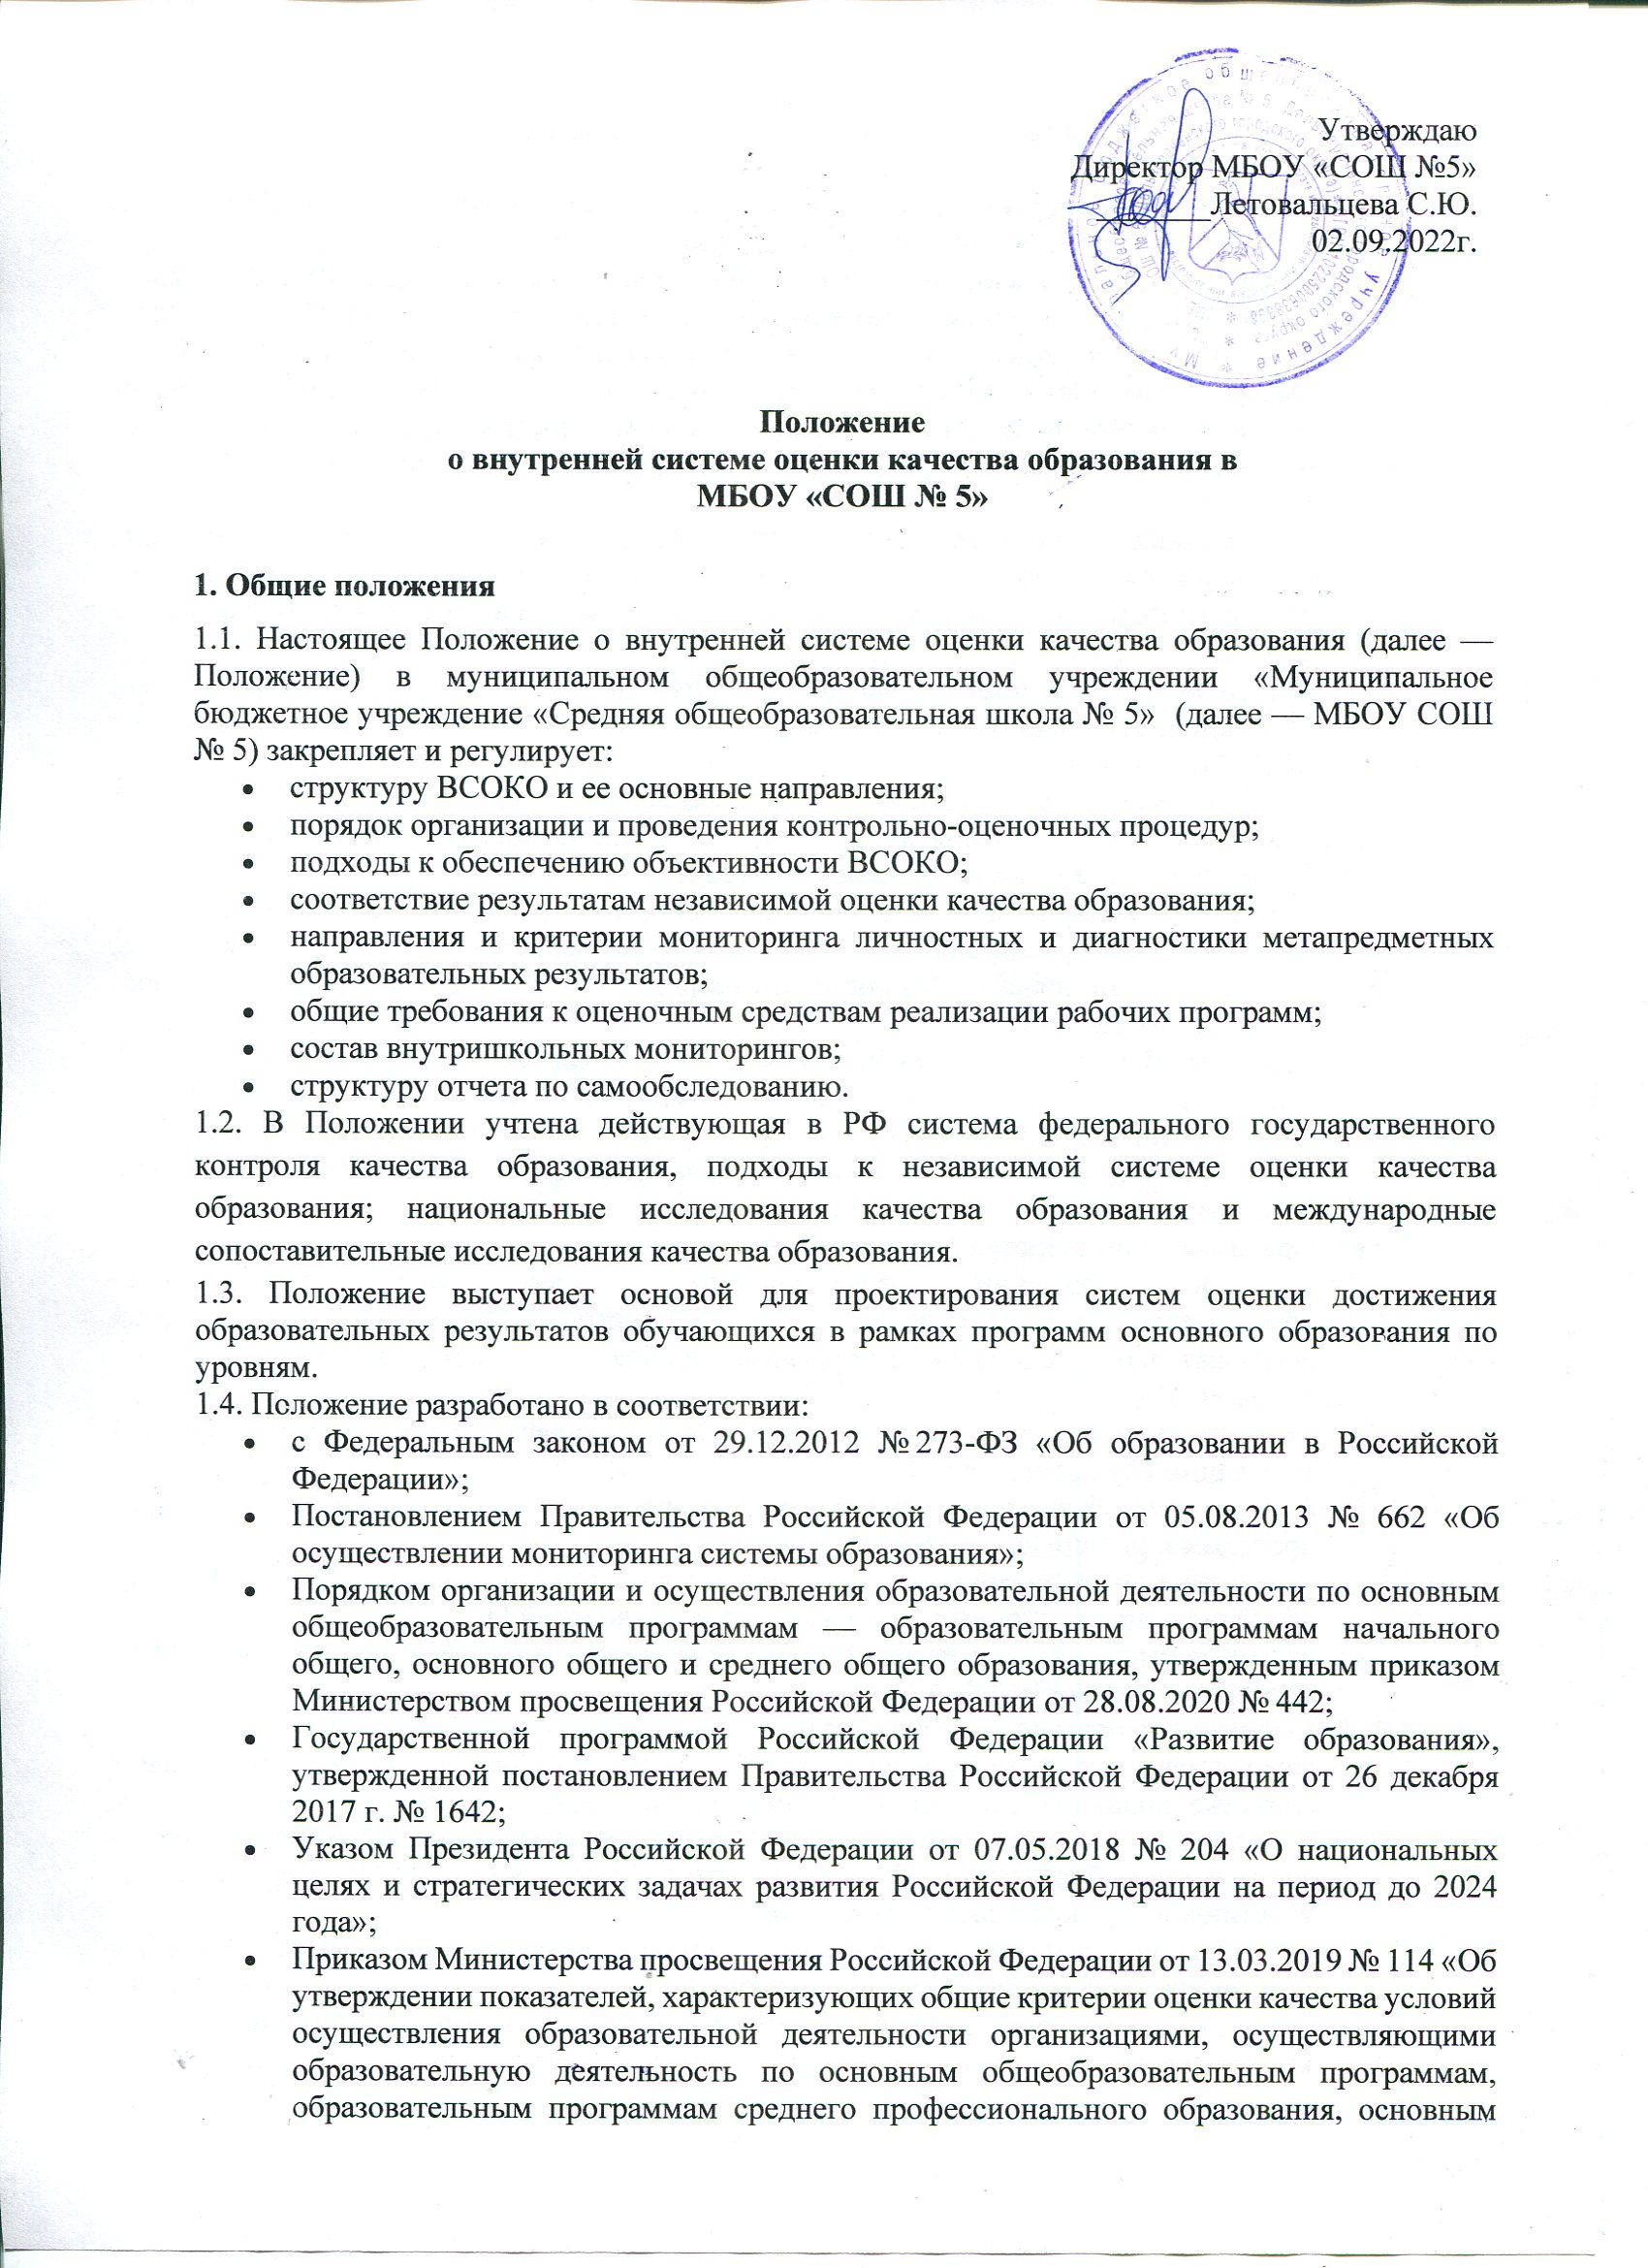 Утверждаю
Директор МБОУ «СОШ №5»
Летовальцева С.Ю.
02.09.2022г.
Положение
о внутренней системе оценки качества образования в
МБОУ «СОШ № 5»
1. Общие положения
1.1. Настоящее Положение о внутренней системе оценки качества образования (далее —
Положение) в муниципальном общеобразовательном учреждении «Муниципальное
бюджетное учреждение «Средняя общеобразовательная школа № 5» (далее — МБОУ СОШ
№ 5) закрепляет и регулирует:
• структуру ВСОКО и ее основные направления;
• порядок организации и проведения контрольно-оценочных процедур;
• подходы к обеспечению объективности ВСОКО;
• соответствие результатам независимой оценки качества образования;
• направления и критерии мониторинга личностных и диагностики метапредметных
образовательных результатов;
• общие требования к оценочным средствам реализации рабочих программ;
• состав внутришкольных мониторингов;
• структуру отчета по самообследованию.
1.2. В Положении учтена действующая в РФ система федерального государственного
контроля качества образования, подходы к независимой системе оценки качества
образования; национальные исследования качества образования и международные
сопоставительные исследования качества образования.
1.3. Положение выступает основой для проектирования систем оценки достижения
образовательных результатов обучающихся в рамках программ основного образования по
уровням.
1.4. Положение разработано в соответствии:
• с Федеральным законом от 29.12.2012 № 273-ФЗ «Об образовании в Российской
Федерации»;
• Постановлением Правительства Российской Федерации от 05.08.2013 № 662 «Об
осуществлении мониторинга системы образования»;
• Порядком организации и осуществления образовательной деятельности по основным
общеобразовательным программам — образовательным программам начального
общего, основного общего и среднего общего образования, утвержденным приказом
Министерством просвещения Российской Федерации от 28.08.2020 № 442;
• Государственной программой Российской Федерации «Развитие образования»,
утвержденной постановлением Правительства Российской Федерации от 26 декабря
2017 г. № 1642;
• Указом Президента Российской Федерации от 07.05.2018 № 204 «О национальных
целях и стратегических задачах развития Российской Федерации на период до 2024
года»;
• Приказом Министерства просвещения Российской Федерации от 13.03.2019 № 114 «Об
утверждении показателей, характеризующих общие критерии оценки качества условий
осуществления образовательной деятельности организациями, осуществляющими
образовательную деятельность по основным общеобразовательным программам,
образовательным программам среднего профессионального образования, основным